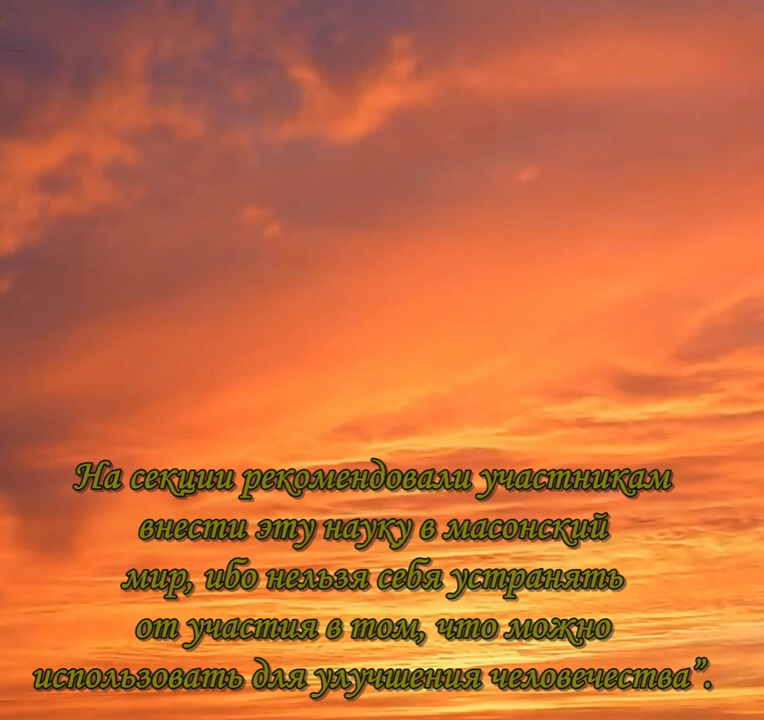 На секции рекомендовали участникам
внести эту науку в масонский
мир, ибо нельзя себя устранять
от участия в том, что можно
использовать для улучшения человечества”.